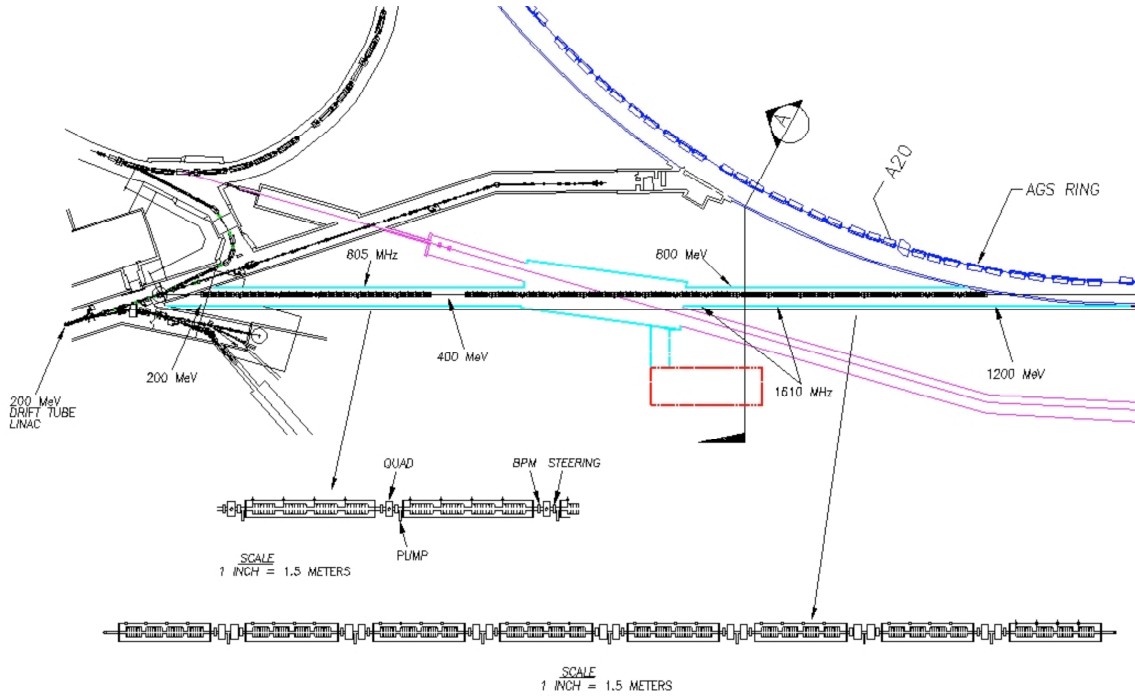 A
A20
AGS RING
805 MHz
800 MeV
400 MeV
200 MeV
1610 MHz
1200 MeV
200 MeV
DRIFT TUBE
LINAC
QUAD
BPM STEERING
PUMP
SCALE
1 INCH = 1.5 METERS
SCALE
1 INCH = 1.5 METERS